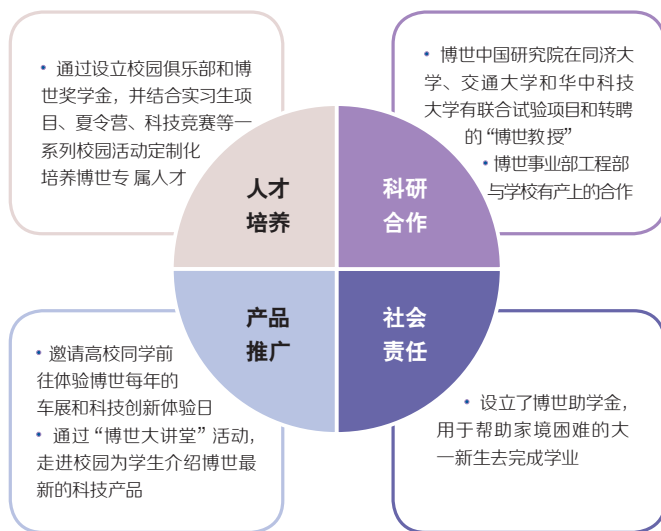 • 通过设立校园俱乐部和博
世奖学金，并结合实习生项
目、夏令营、科技竞赛等一
系列校园活动定制化
培养博世专 属人才
• 博世中国研究院在同济大
学、交通大学和华中科技
大学有联合试验项目和转聘
的“博世教授”
• 博世事业部工程部
与学校有产上的合作
人才
培养
科研
合作
产品
推广
社会
责任
• 邀请高校同学前
往体验博世每年的
车展和科技创新体验日
• 通过“博世大讲堂”活动，
走进校园为学生介绍博世最
新的科技产品
• 设立了博世助学金，
用于帮助家境困难的大
一新生去完成学业